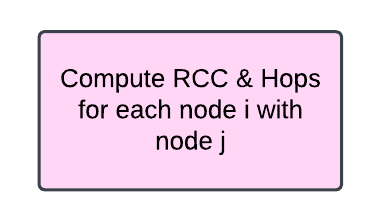 Compute RCC & Hops
for each node i with
node j